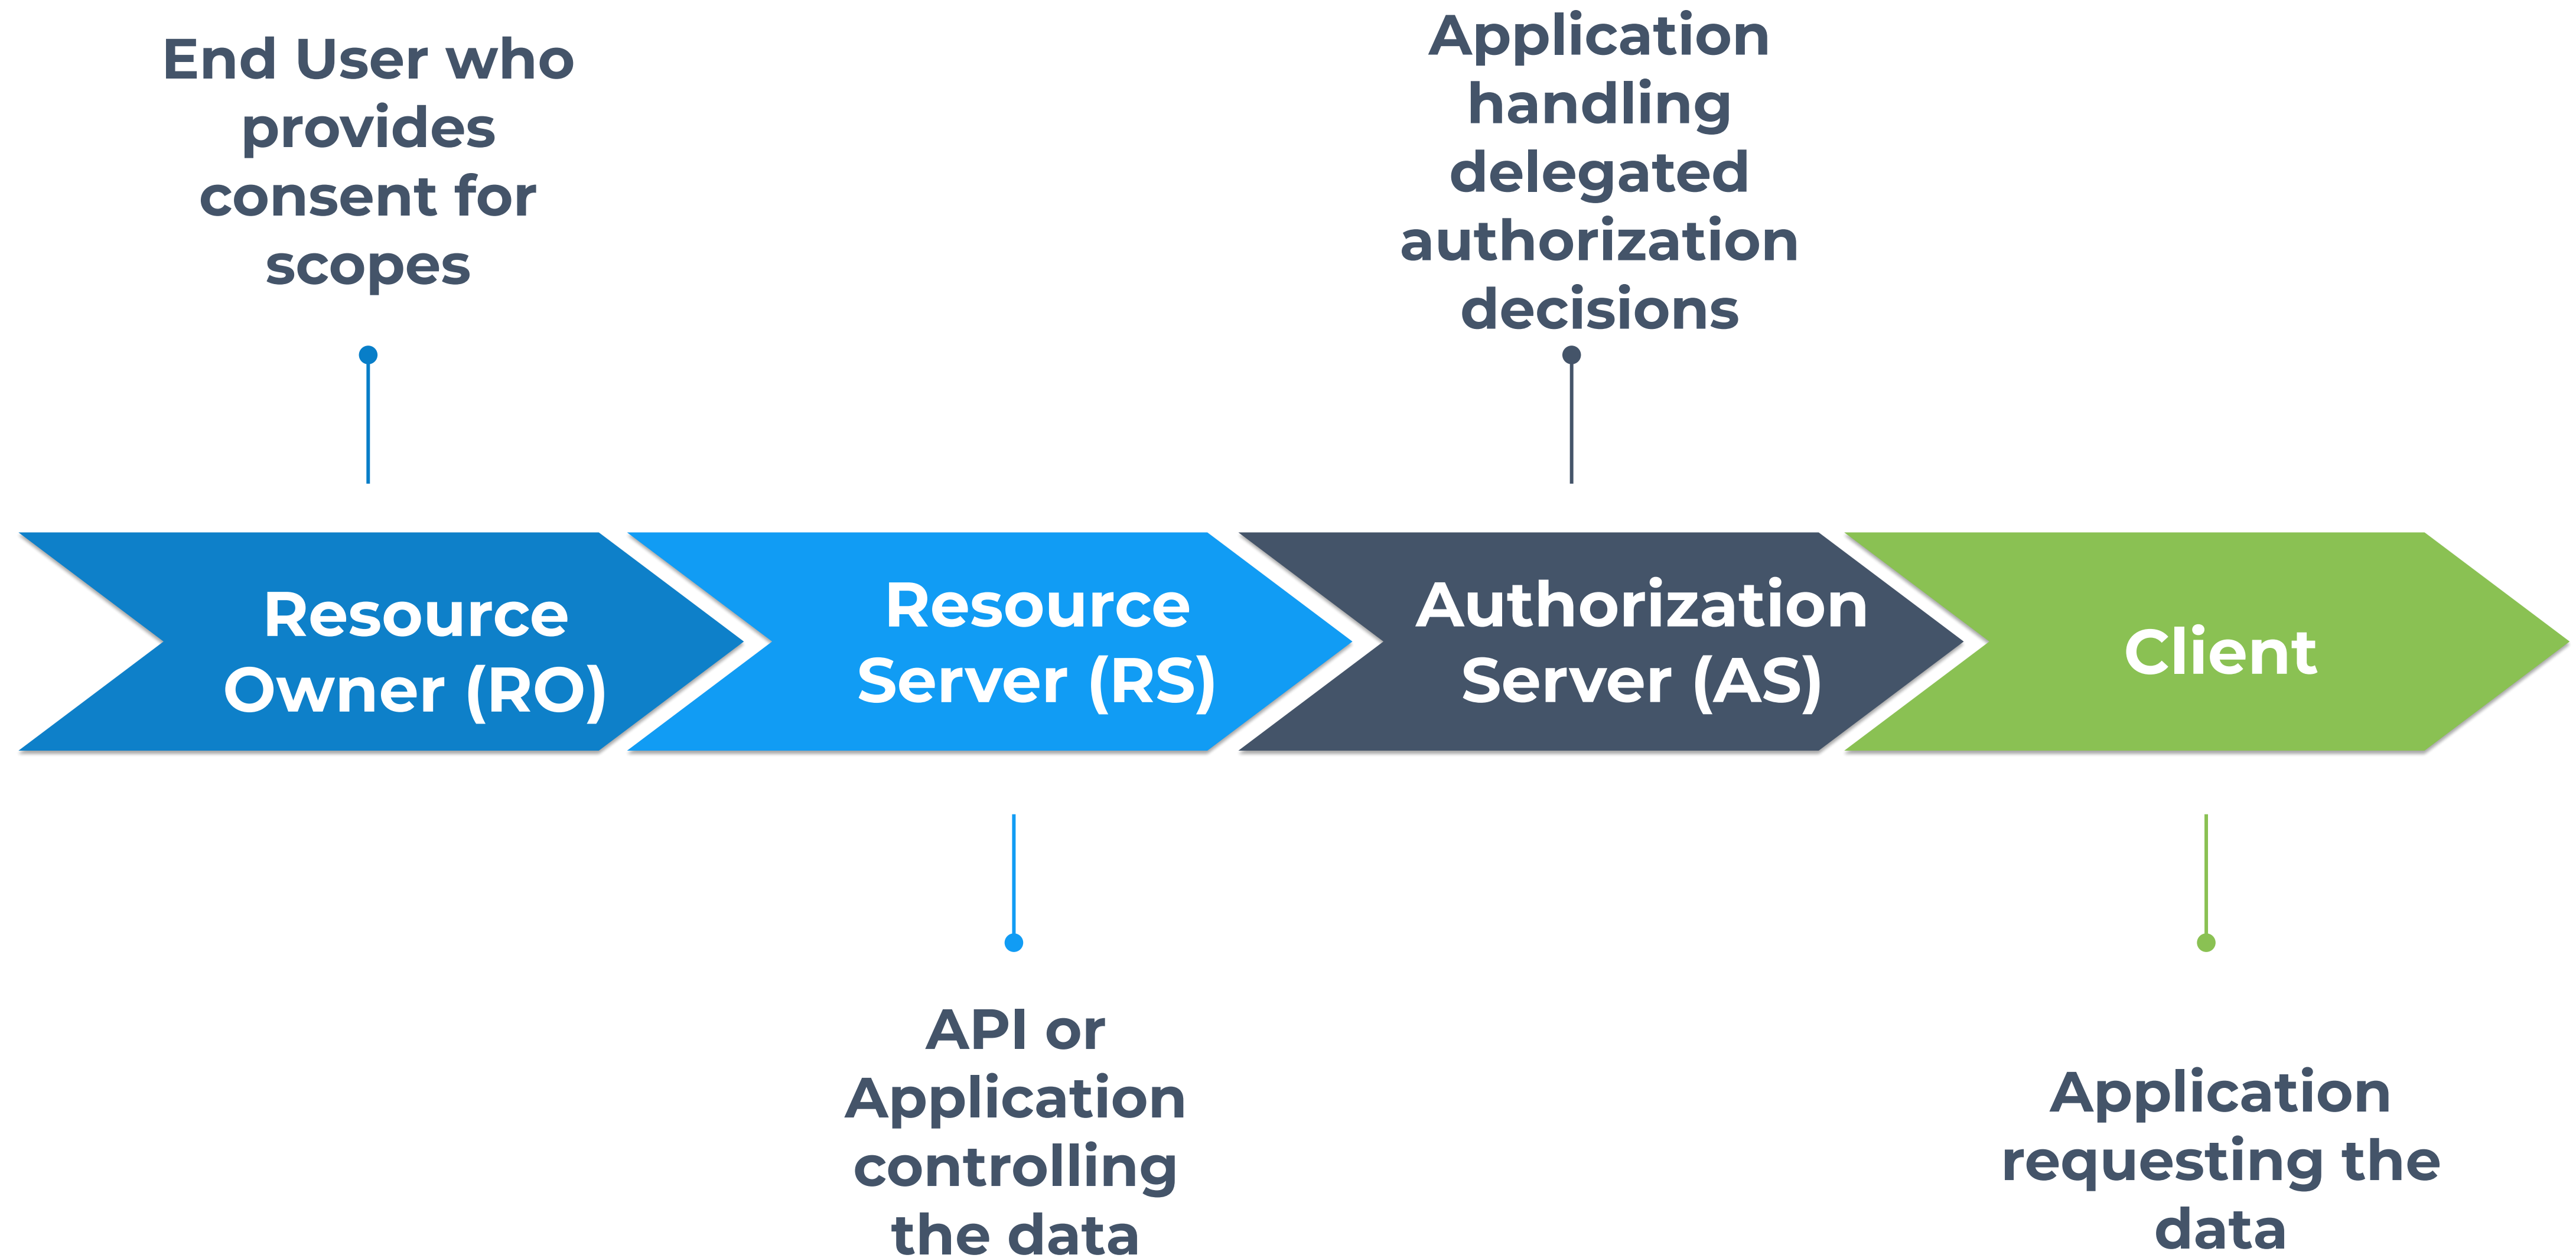 End User who
provides
consent for
scopes
Application
handling
delegated
authorization
decisions
Resource
Owner (RO)
Resource
Server (RS)
Authorization
Server (AS)
Client
API or
Application
controlling
the data
Application
requesting the
data